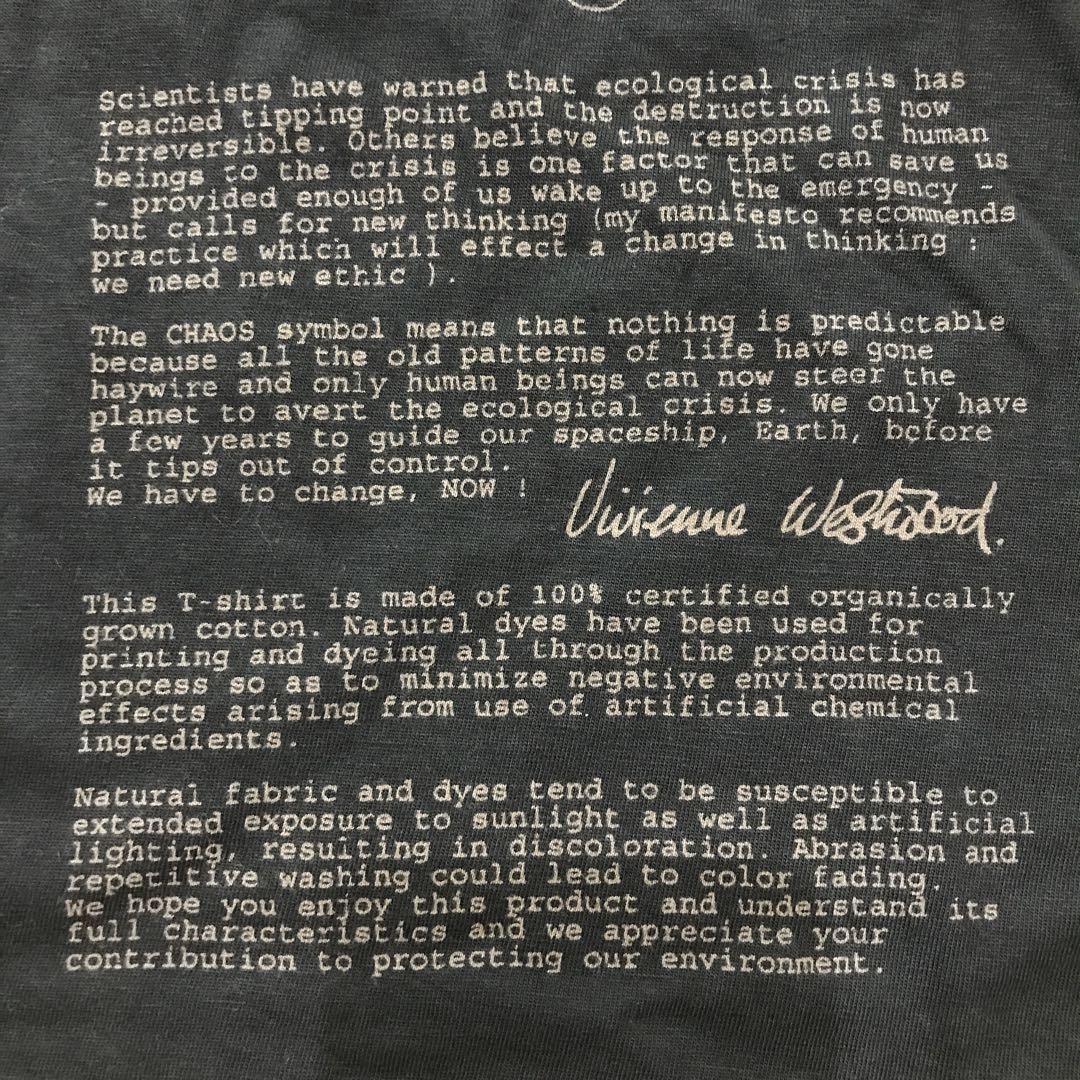 Scientists have warned that ecological crisis has
reached tipping point and the destruction is now
irreversible. Others believe the response of human
beings to the crisis is one factor that can save us
- provided enough of us wake up to the emergency -
but calls for new thinking (my manifesto recommends
practice which will effect a change in thinking :
we need new ethic ).
The CHAOS symbol means that nothing is predictable
because all the old patterns of life have gone
haywire and only human beings can now steer the
planet to avert the ecological crisis. We only have
a few years to guide our spaceship, Earth, before
it tips out of control.
We have to change, NOW !
Vivienne Westwood.
This T-shirt is made of 100% certified organically
grown cotton. Natural dyes have been used for
printing and dyeing all through the production
process so as to minimize negative environmental
effects arising from use of. artificial chemical
ingredients.
Natural fabric and dyes tend to be susceptible to
extended exposure to sunlight as well as artificial
lighting, resulting in discoloration. Abrasion and
repetitive washing could lead to color fading.
We hope you enjoy this product and understand its
full characteristics and we appreciate your
contribution to protecting our environment.